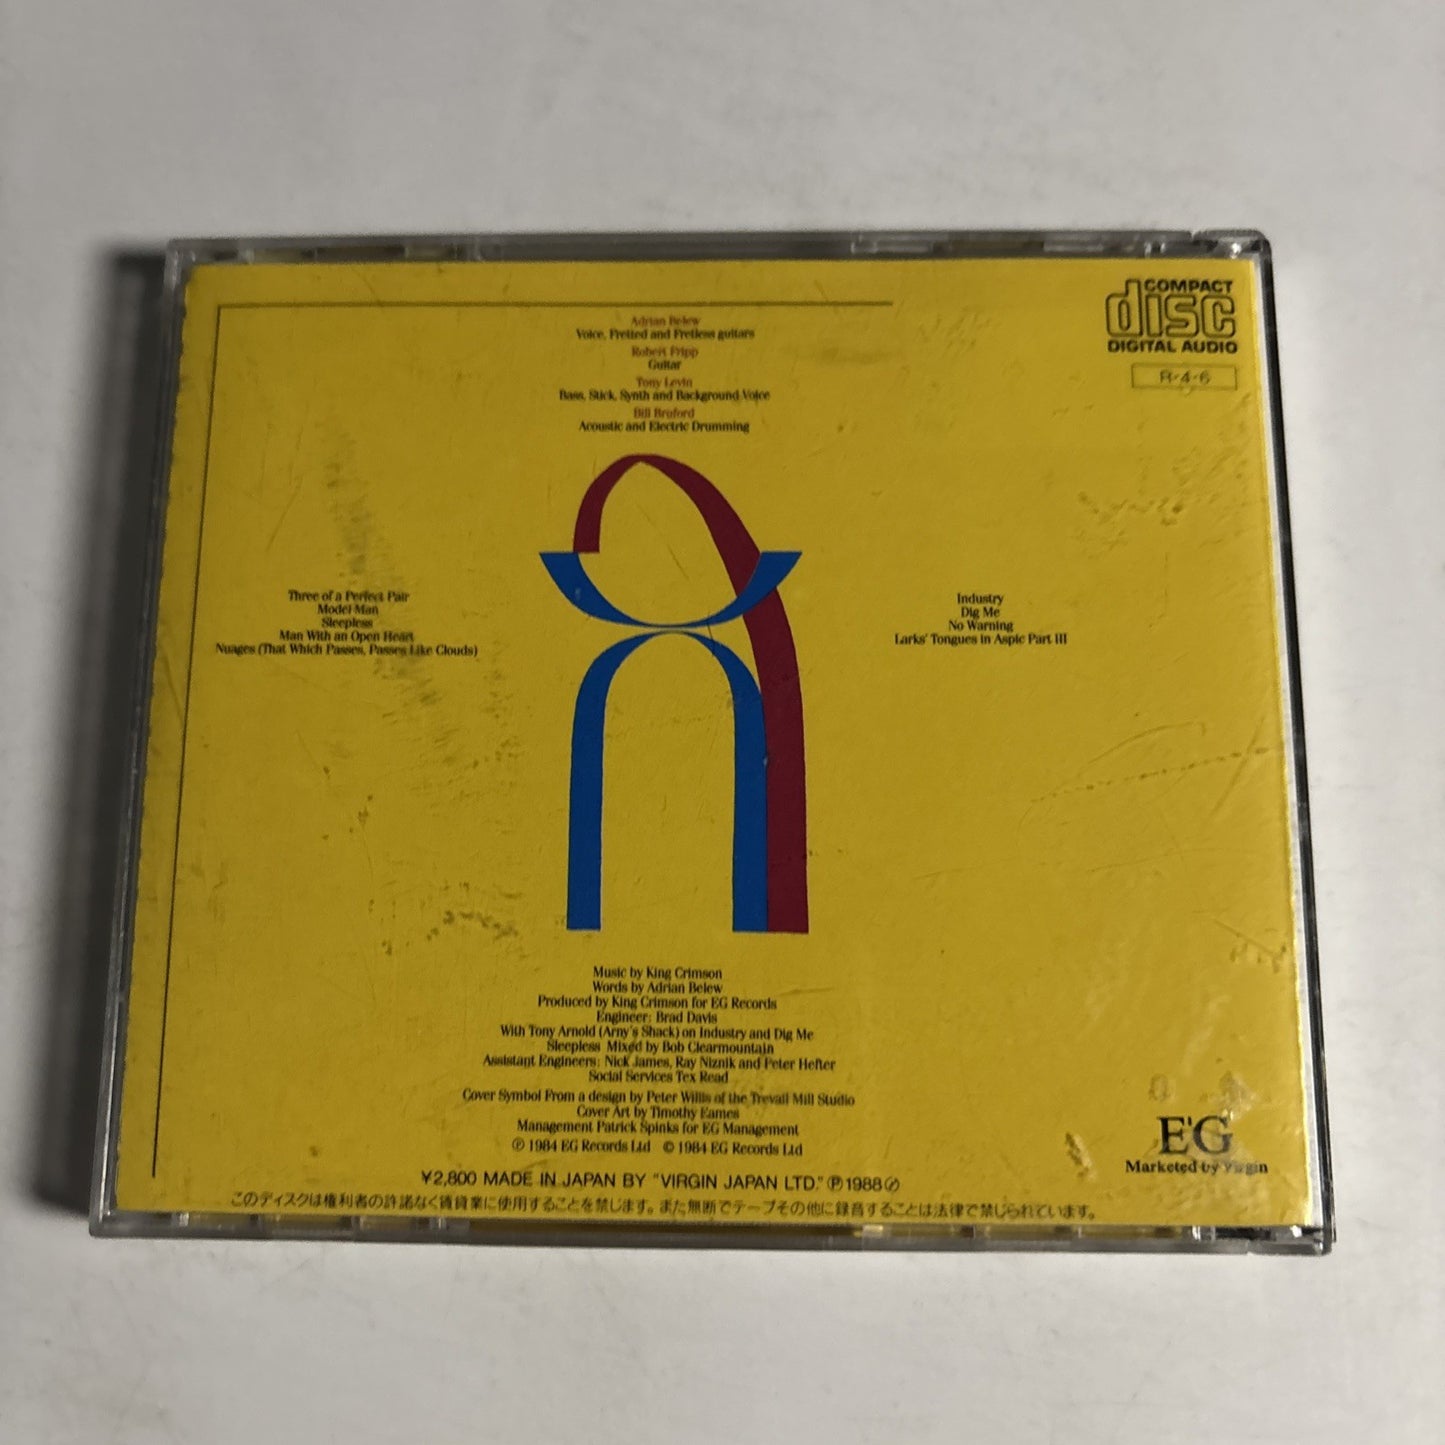 COMPACT
disc
DIGITAL AUDIO
R-4-6
Adrian Belew
Voice, Fretted and Fretless guitars
Robert Fripp
Guitar
Tony Levin
Bass, Stick, Synth and Background Voice
Bill Bruford
Acoustic and Electric Drumming
Three of a Perfect Pair
Model Man
Sleepless
Man With an Open Heart
Nuages (That Which Passes, Passes Like Clouds)
Industry
Dig Me
No Warning
Larks' Tongues in Aspic Part III
Music by King Crimson
Words by Adrian Belew
Produced by King Crimson for EG Records
Engineer: Brad Davis
With Tony Arnold (Arny's Shack) on Industry and Dig Me
Sleepless Mixed by Bob Clearmountain
Assistant Engineers: Nick James, Ray Niznik and Peter Hefter
Social Services Tex Read
Cover Symbol From a design by Peter Willis of the Trevail Mill Studio
Cover Art by Timothy Eames
Management Patrick Spinks for EG Management
℗ 1984 EG Records Ltd © 1984 EG Records Ltd
E'G
Marketed by Virgin
¥2,800 MADE IN JAPAN BY "VIRGIN JAPAN LTD." ℗1988
このディスクは権利者の許諾なく賃貸業に使用することを禁じます。また無断でテープその他に録音することは法律で禁じられています。